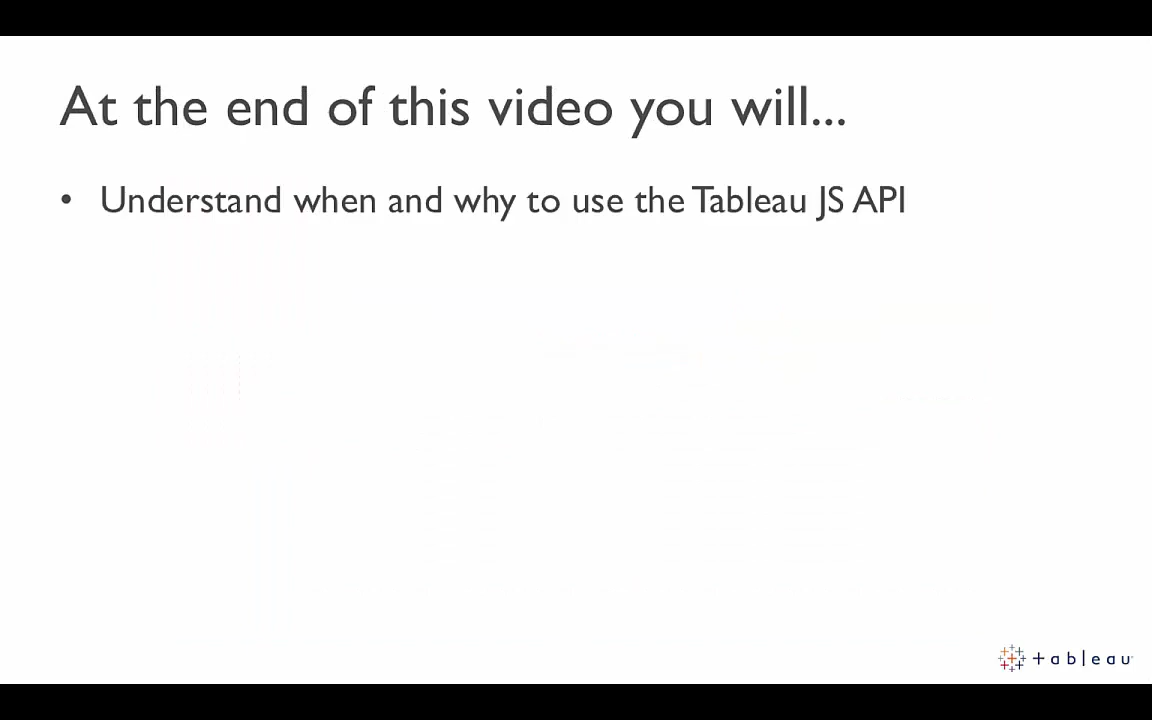 At the end of this video you will...
• Understand when and why to use the Tableau JS API
+ableau